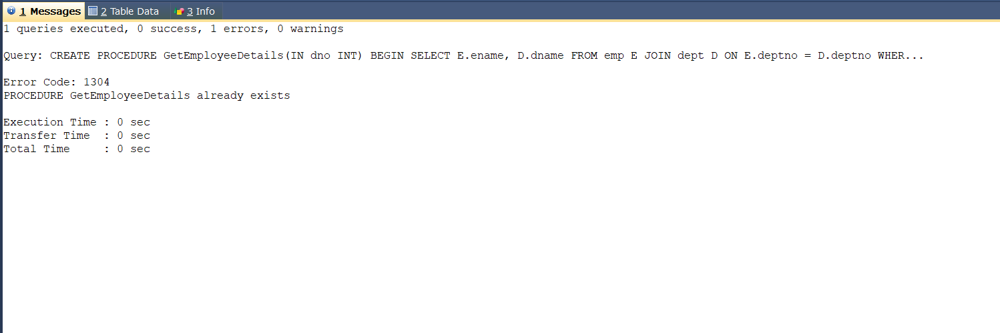 1 Messages 2 Table Data 3 Info
1 queries executed, 0 success, 1 errors, 0 warnings
Query: CREATE PROCEDURE GetEmployeeDetails(IN dno INT) BEGIN SELECT E.ename, D.dname FROM emp E JOIN dept D ON E.deptno = D.deptno WHER...
Error Code: 1304
PROCEDURE GetEmployeeDetails already exists
Execution Time : 0 sec
Transfer Time  : 0 sec
Total Time     : 0 sec